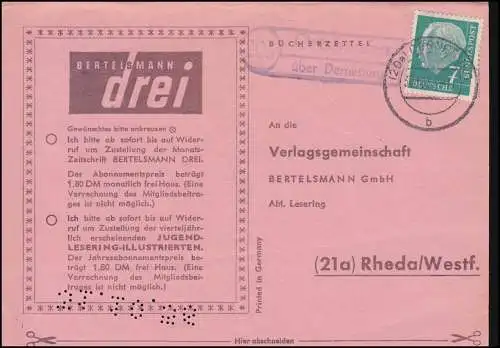 BERTELSMANN
drei
Gewünschtes bitte ankreuzen ⊗
Ich bitte ab sofort bis auf Wider-
ruf um Zustellung der Monats-
Zeitschrift BERTELSMANN DREI.
Der Abonnementspreis beträgt
1,80 DM monatlich frei Haus. (Eine
Verrechnung des Mitgliedsbeitra-
ges ist nicht möglich.)
Ich bitte ab sofort bis auf Wider-
ruf um Zustellung der vierteljähr-
lich erscheinenden JUGEND-
LESERING-ILLUSTRIERTEN.
Der Jahresabonnementspreis be-
trägt 1,80 DM frei Haus. (Eine
Verrechnung des Mitgliedsbei-
trages ist nicht möglich.)
BÜCHERZETTEL
über
DEUTSCHE
BUNDESPOST
7
b
An die
Verlagsgemeinschaft
BERTELSMANN GmbH
Abt. Lesering
(21a) Rheda/Westf.
Printed in Germany
Hier abschneiden